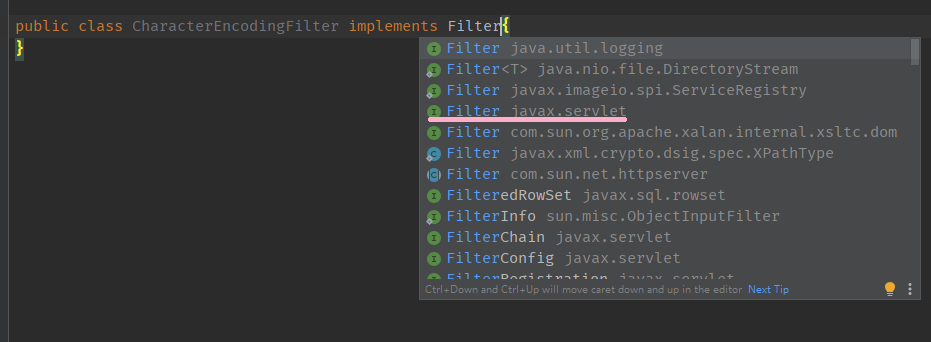 public class CharacterEncodingFilter implements Filter{
}
Filter java.util.logging
Filter<T> java.nio.file.DirectoryStream
Filter javax.imageio.spi.ServiceRegistry
Filter javax.servlet
Filter com.sun.org.apache.xalan.internal.xsltc.dom
Filter javax.xml.crypto.dsig.spec.XPathType
Filter com.sun.net.httpserver
FilteredRowSet javax.sql.rowset
FilterInfo sun.misc.ObjectInputFilter
FilterChain javax.servlet
FilterConfig javax.servlet
FilterRegistration javax.servlet
Ctrl+Down and Ctrl+Up will move caret down and up in the editor Next Tip